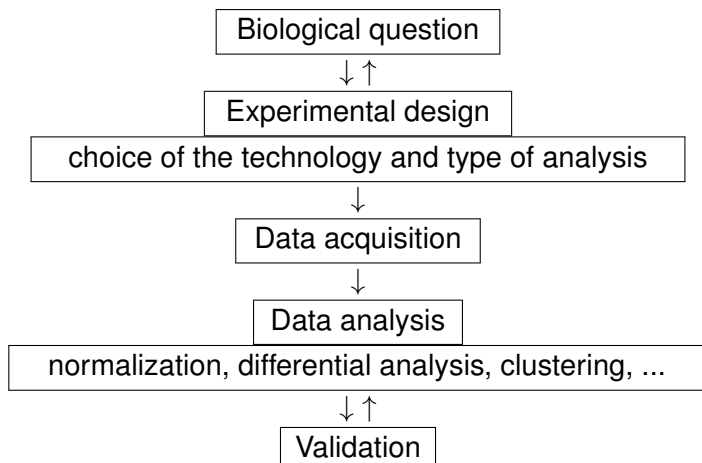 Biological question
↓↑
Experimental design
choice of the technology and type of analysis
↓
Data acquisition
↓
Data analysis
normalization, differential analysis, clustering, ...
↓↑
Validation